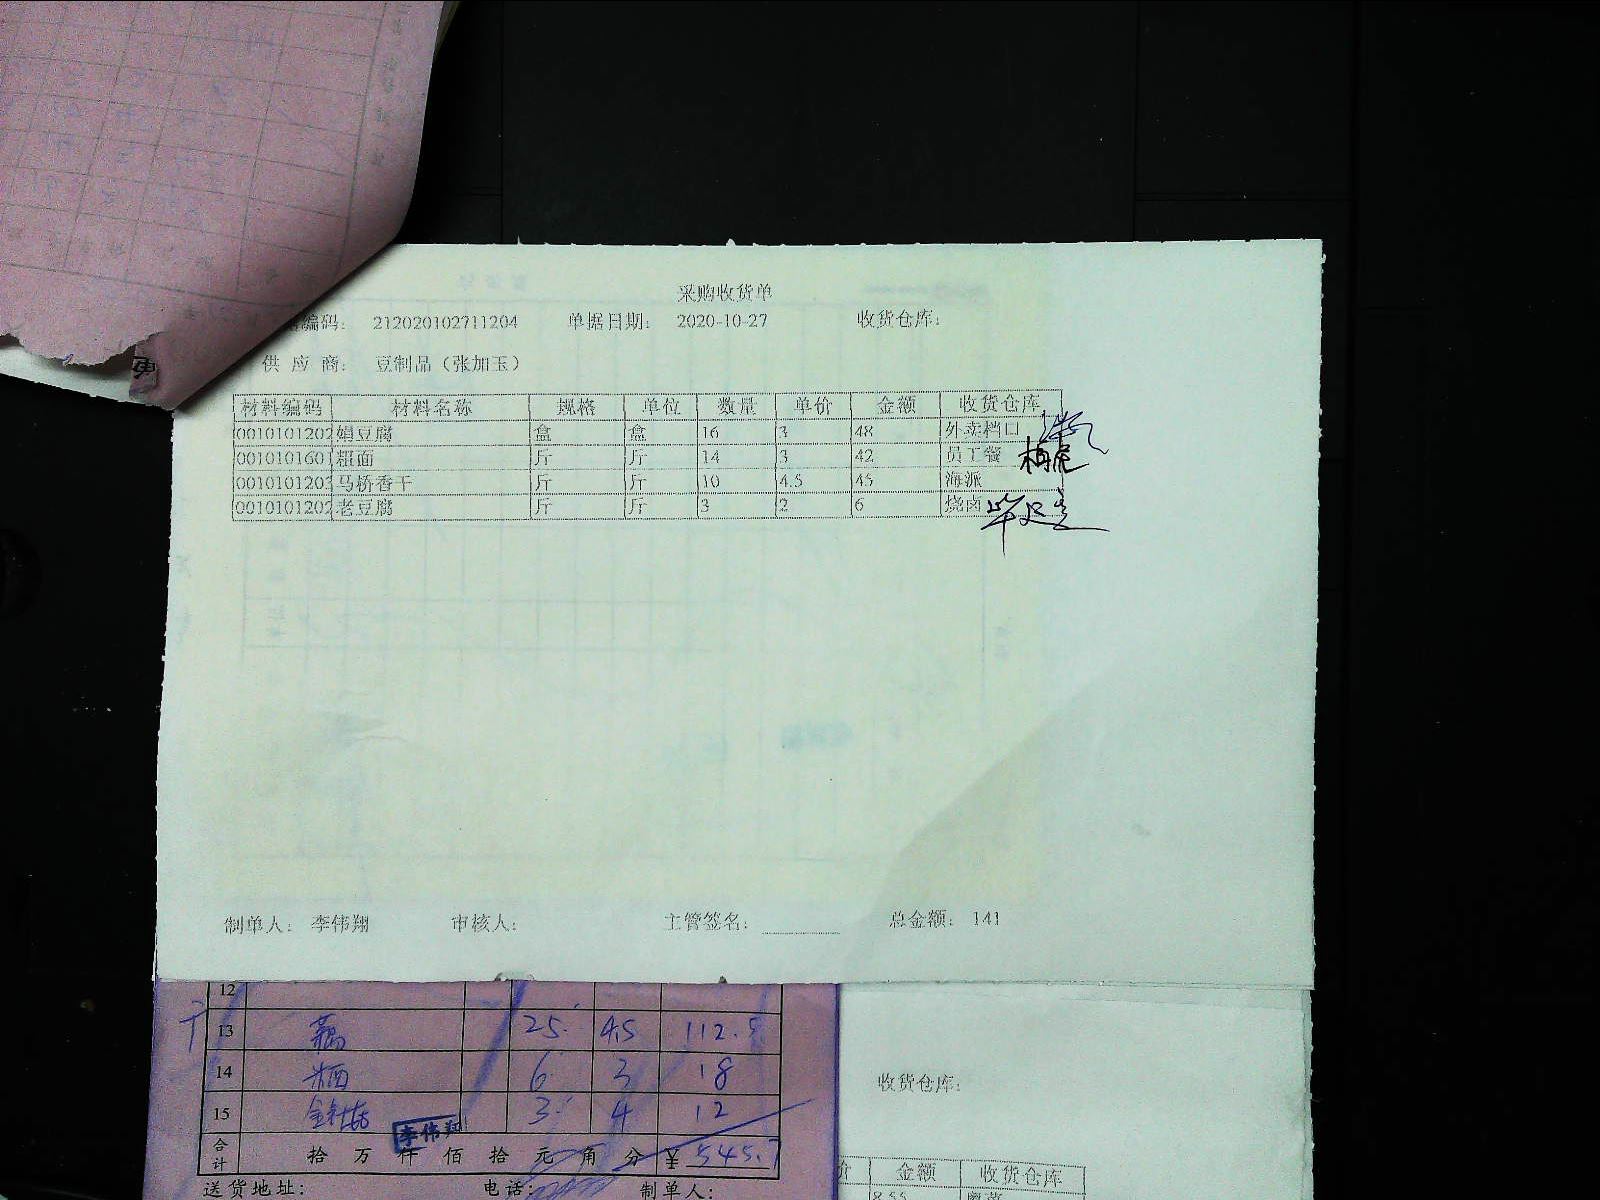 采购收货单
编码: 212020102711204 单据日期: 2020-10-27 收货仓库:
供 应 商: 豆制品（张加玉）
材料编码 材料名称 规格 单位 数量 单价 金额 收货仓库
0010101202 绢豆腐 盒 盒 16 3 48 外卖档口
0010101601 粗面 斤 斤 14 3 42 员工餐
0010101203 马桥香干 斤 斤 10 4.5 45 海派
0010101202 老豆腐 斤 斤 3 2 6 烧卤
制单人: 李伟翔 审核人: 主管签名: 总金额: 141
12
13 25 4.5 112.5
14 6 3 18
15 3 4 12
李伟翔
合计 拾 万 仟 佰 拾 元 角 分 ¥ 545.7
送货地址: 电话: 制单人:
收货仓库:
价 金额 收货仓库
8.55